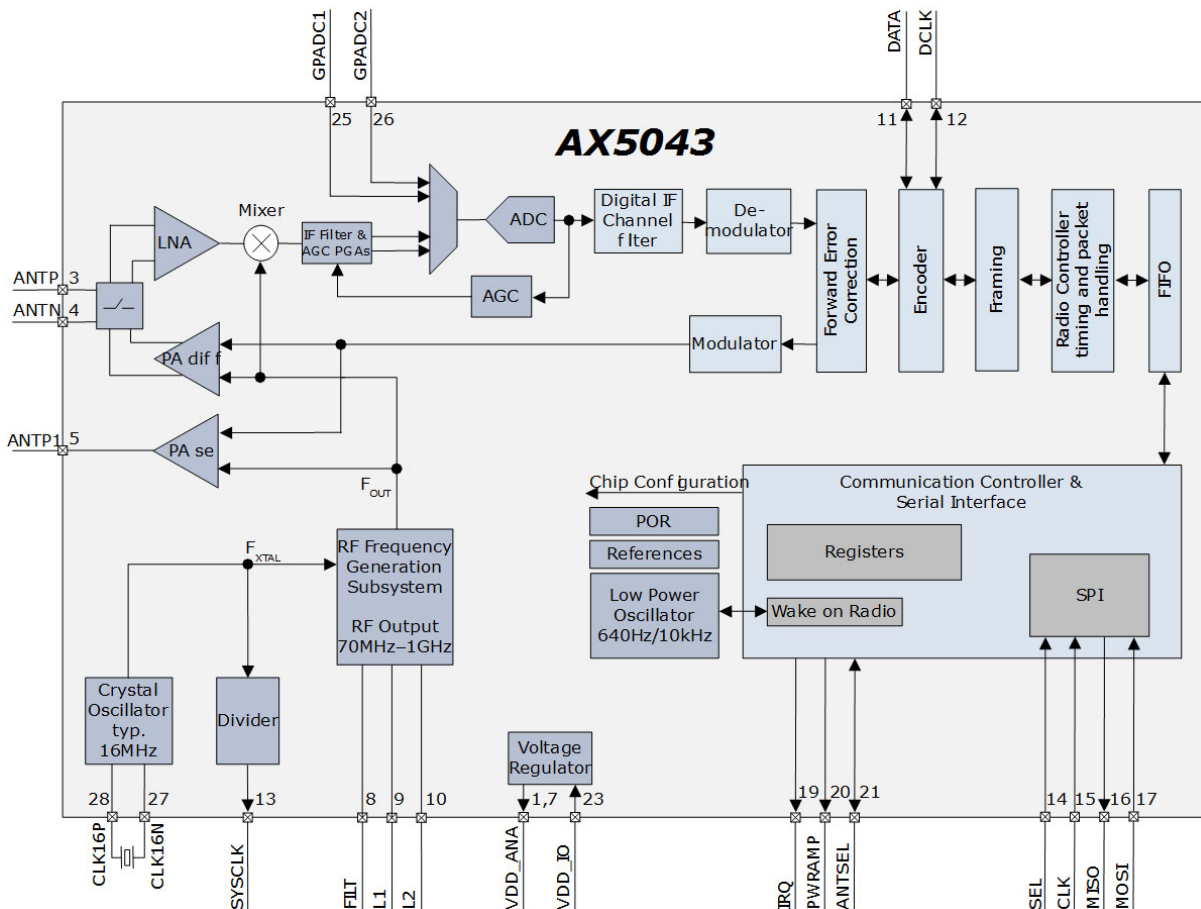 GPADC1
GPADC2
DATA
DCLK
25
26
11
12
AX5043
Mixer
LNA
IF Filter &
AGC PGAs
ADC
AGC
Digital IF
Channel
filter
De-
modulator
Forward Error
Correction
Encoder
Framing
Radio Controller
timing and packet
handling
FIFO
Modulator
ANTP 3
ANTN 4
PA diff
ANTP1 5
PA se
FOUT
FXTAL
RF Frequency
Generation
Subsystem
RF Output
70MHz–1GHz
Chip Configuration
POR
References
Low Power
Oscillator
640Hz/10kHz
Communication Controller &
Serial Interface
Registers
Wake on Radio
SPI
Crystal
Oscillator
typ.
16MHz
Divider
Voltage
Regulator
28
27
13
8
9
10
1,7
23
19
20
21
14
15
16
17
CLK16P
CLK16N
SYSCLK
FILT
L1
L2
VDD_ANA
VDD_IO
IRQ
PWRAMP
ANTSEL
SEL
CLK
MISO
MOSI